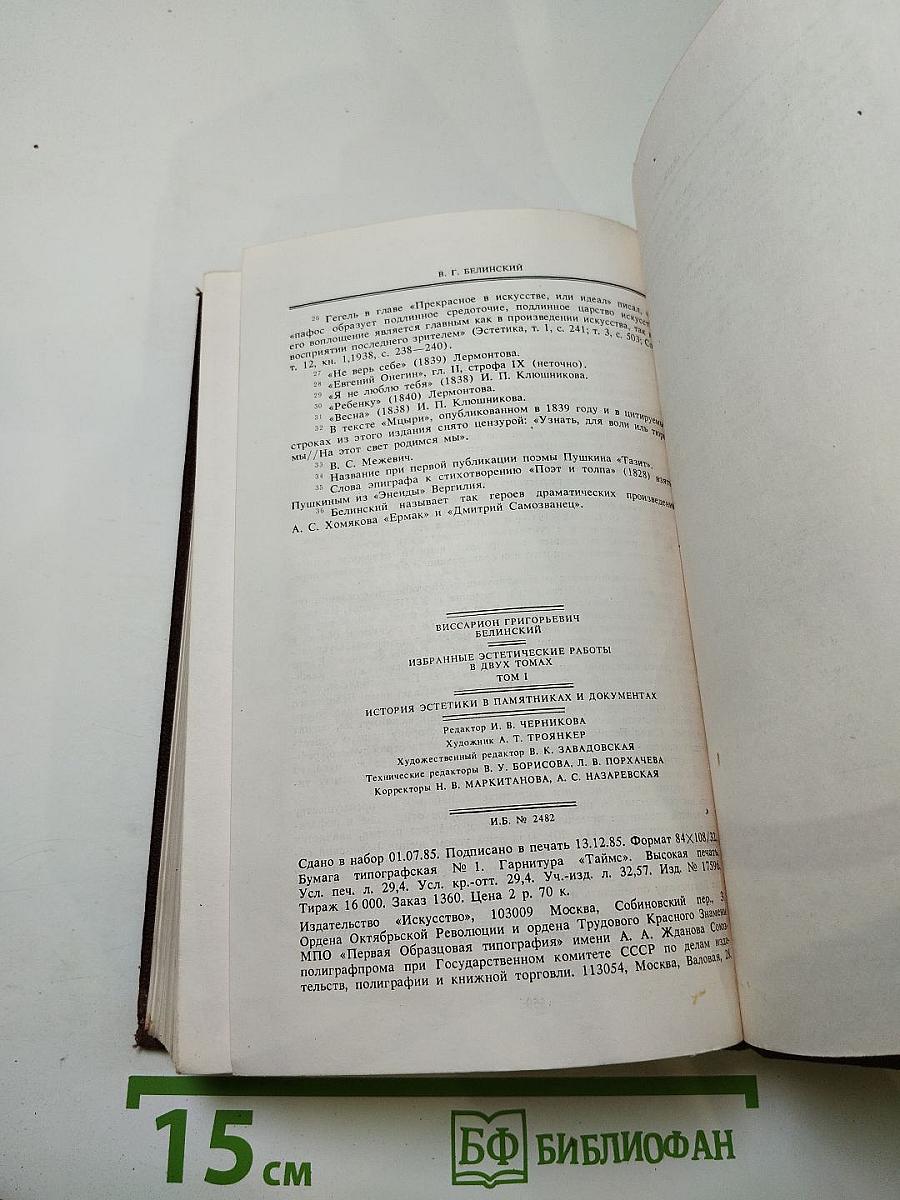 В. Г. БЕЛИНСКИЙ
26 Гегель в главе «Прекрасное в искусстве, или идеал» писал,
«пафос образует подлинное средоточие, подлинное царство искусст
его воплощение является главным как в произведении искусства, так
восприятии последнего зрителем» (Эстетика, т. 1, с. 241; т. 3, с. 503;
т. 12, кн. 1,1938, с. 238—240).
27 «Не верь себе» (1839) Лермонтова.
28 «Евгений Онегин», гл. II, строфа IX (неточно).
29 «Я не люблю тебя» (1838) И. П. Клюшникова.
30 «Ребенку» (1840) Лермонтова.
31 «Весна» (1838) И. П. Клюшникова.
32 В тексте «Мцыри», опубликованном в 1839 году и в цитируемы
строках из этого издания снято цензурой: «Узнать, для воли иль тюр
мы//На этот свет родимся мы».
33 В. С. Межевич.
34 Название при первой публикации поэмы Пушкина «Тазит».
35 Слова эпиграфа к стихотворению «Поэт и толпа» (1828) взят
Пушкиным из «Энеиды» Вергилия.
36 Белинский называет так героев драматических произведени
А. С. Хомякова «Ермак» и «Дмитрий Самозванец».
ВИССАРИОН ГРИГОРЬЕВИЧ
БЕЛИНСКИЙ
ИЗБРАННЫЕ ЭСТЕТИЧЕСКИЕ РАБОТЫ
В ДВУХ ТОМАХ
ТОМ I
ИСТОРИЯ ЭСТЕТИКИ В ПАМЯТНИКАХ И ДОКУМЕНТАХ
Редактор И. В. ЧЕРНИКОВА
Художник А. Т. ТРОЯНКЕР
Художественный редактор В. К. ЗАВАДОВСКАЯ
Технические редакторы В. У. БОРИСОВА, Л. В. ПОРХАЧЕВА
Корректоры Н. В. МАРКИТАНОВА, А. С. НАЗАРЕВСКАЯ
И.Б. № 2482
Сдано в набор 01.07.85. Подписано в печать 13.12.85. Формат 84×108/32.
Бумага типографская № 1. Гарнитура «Таймс». Высокая печать.
Усл. печ. л. 29,4. Усл. кр.-отт. 29,4. Уч.-изд. л. 32,57. Изд. № 17596.
Тираж 16 000. Заказ 1360. Цена 2 р. 70 к.
Издательство «Искусство», 103009 Москва, Собиновский пер., 3.
Ордена Октябрьской Революции и ордена Трудового Красного Знамени
МПО «Первая Образцовая типография» имени А. А. Жданова Союз-
полиграфпрома при Государственном комитете СССР по делам изда-
тельств, полиграфии и книжной торговли. 113054, Москва, Валовая,
15 см
БФ БИБЛИОФАН